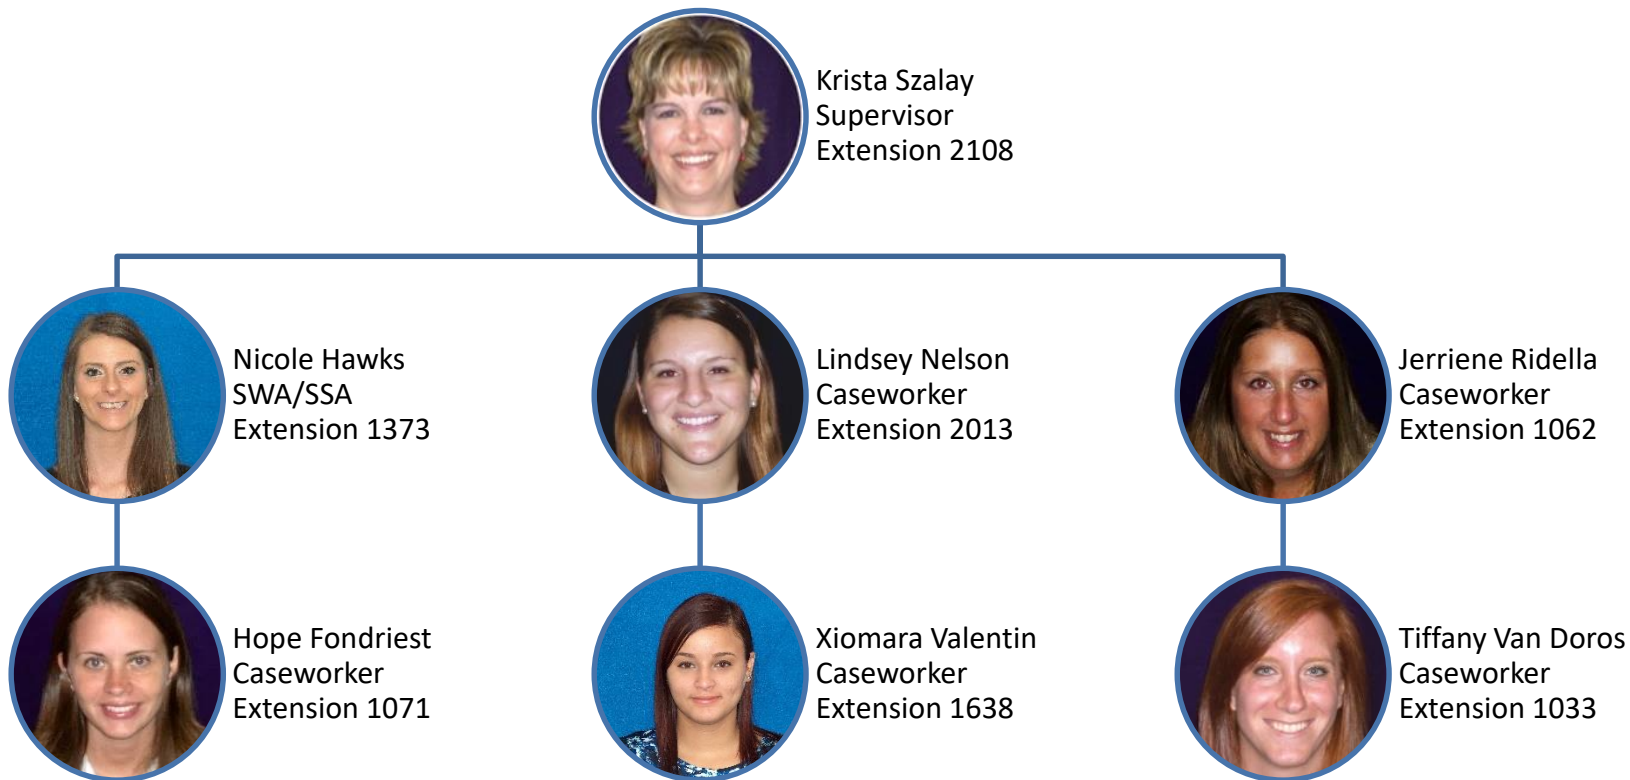 Krista Szalay
Supervisor
Extension 2108
Nicole Hawks
SWA/SSA
Extension 1373
Lindsey Nelson
Caseworker
Extension 2013
Jerriene Ridella
Caseworker
Extension 1062
Hope Fondriest
Caseworker
Extension 1071
Xiomara Valentin
Caseworker
Extension 1638
Tiffany Van Doros
Caseworker
Extension 1033